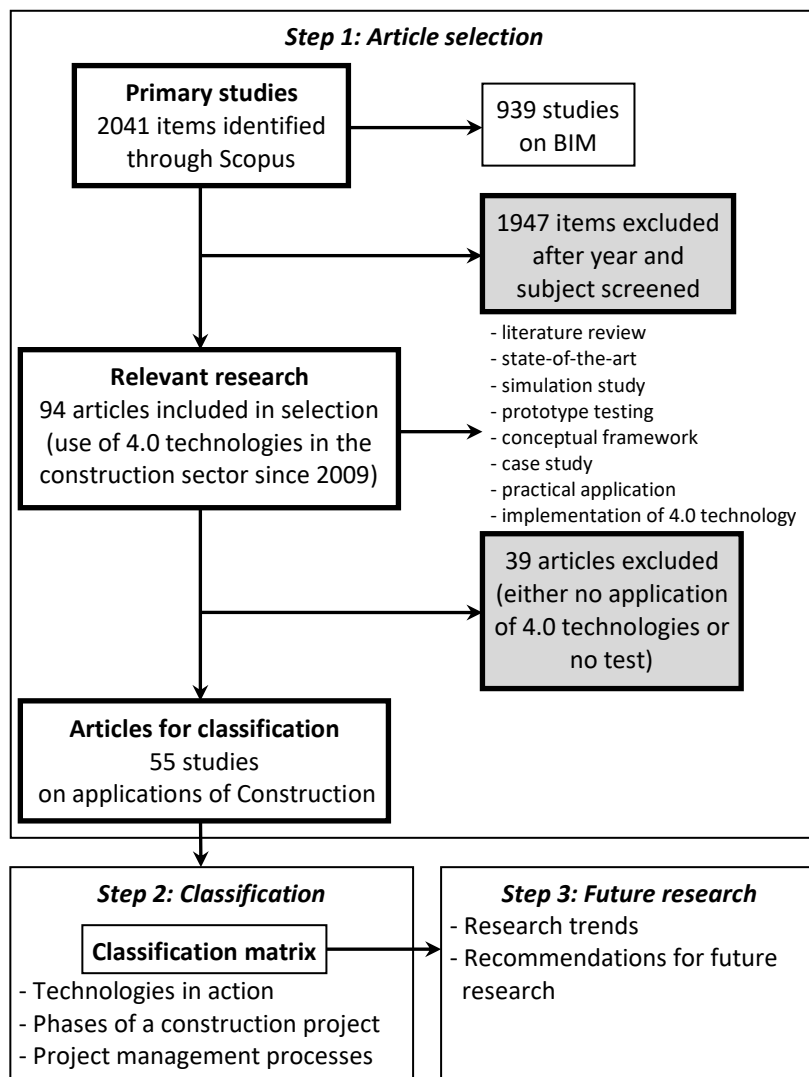 Step 1: Article selection
Primary studies
2041 items identified
through Scopus
939 studies
on BIM
1947 items excluded
after year and
subject screened
Relevant research
94 articles included in selection
(use of 4.0 technologies in the
construction sector since 2009)
- literature review
- state-of-the-art
- simulation study
- prototype testing
- conceptual framework
- case study
- practical application
- implementation of 4.0 technology
39 articles excluded
(either no application
of 4.0 technologies or
no test)
Articles for classification
55 studies
on applications of Construction
Step 2: Classification
Classification matrix
- Technologies in action
- Phases of a construction project
- Project management processes
Step 3: Future research
- Research trends
- Recommendations for future
research